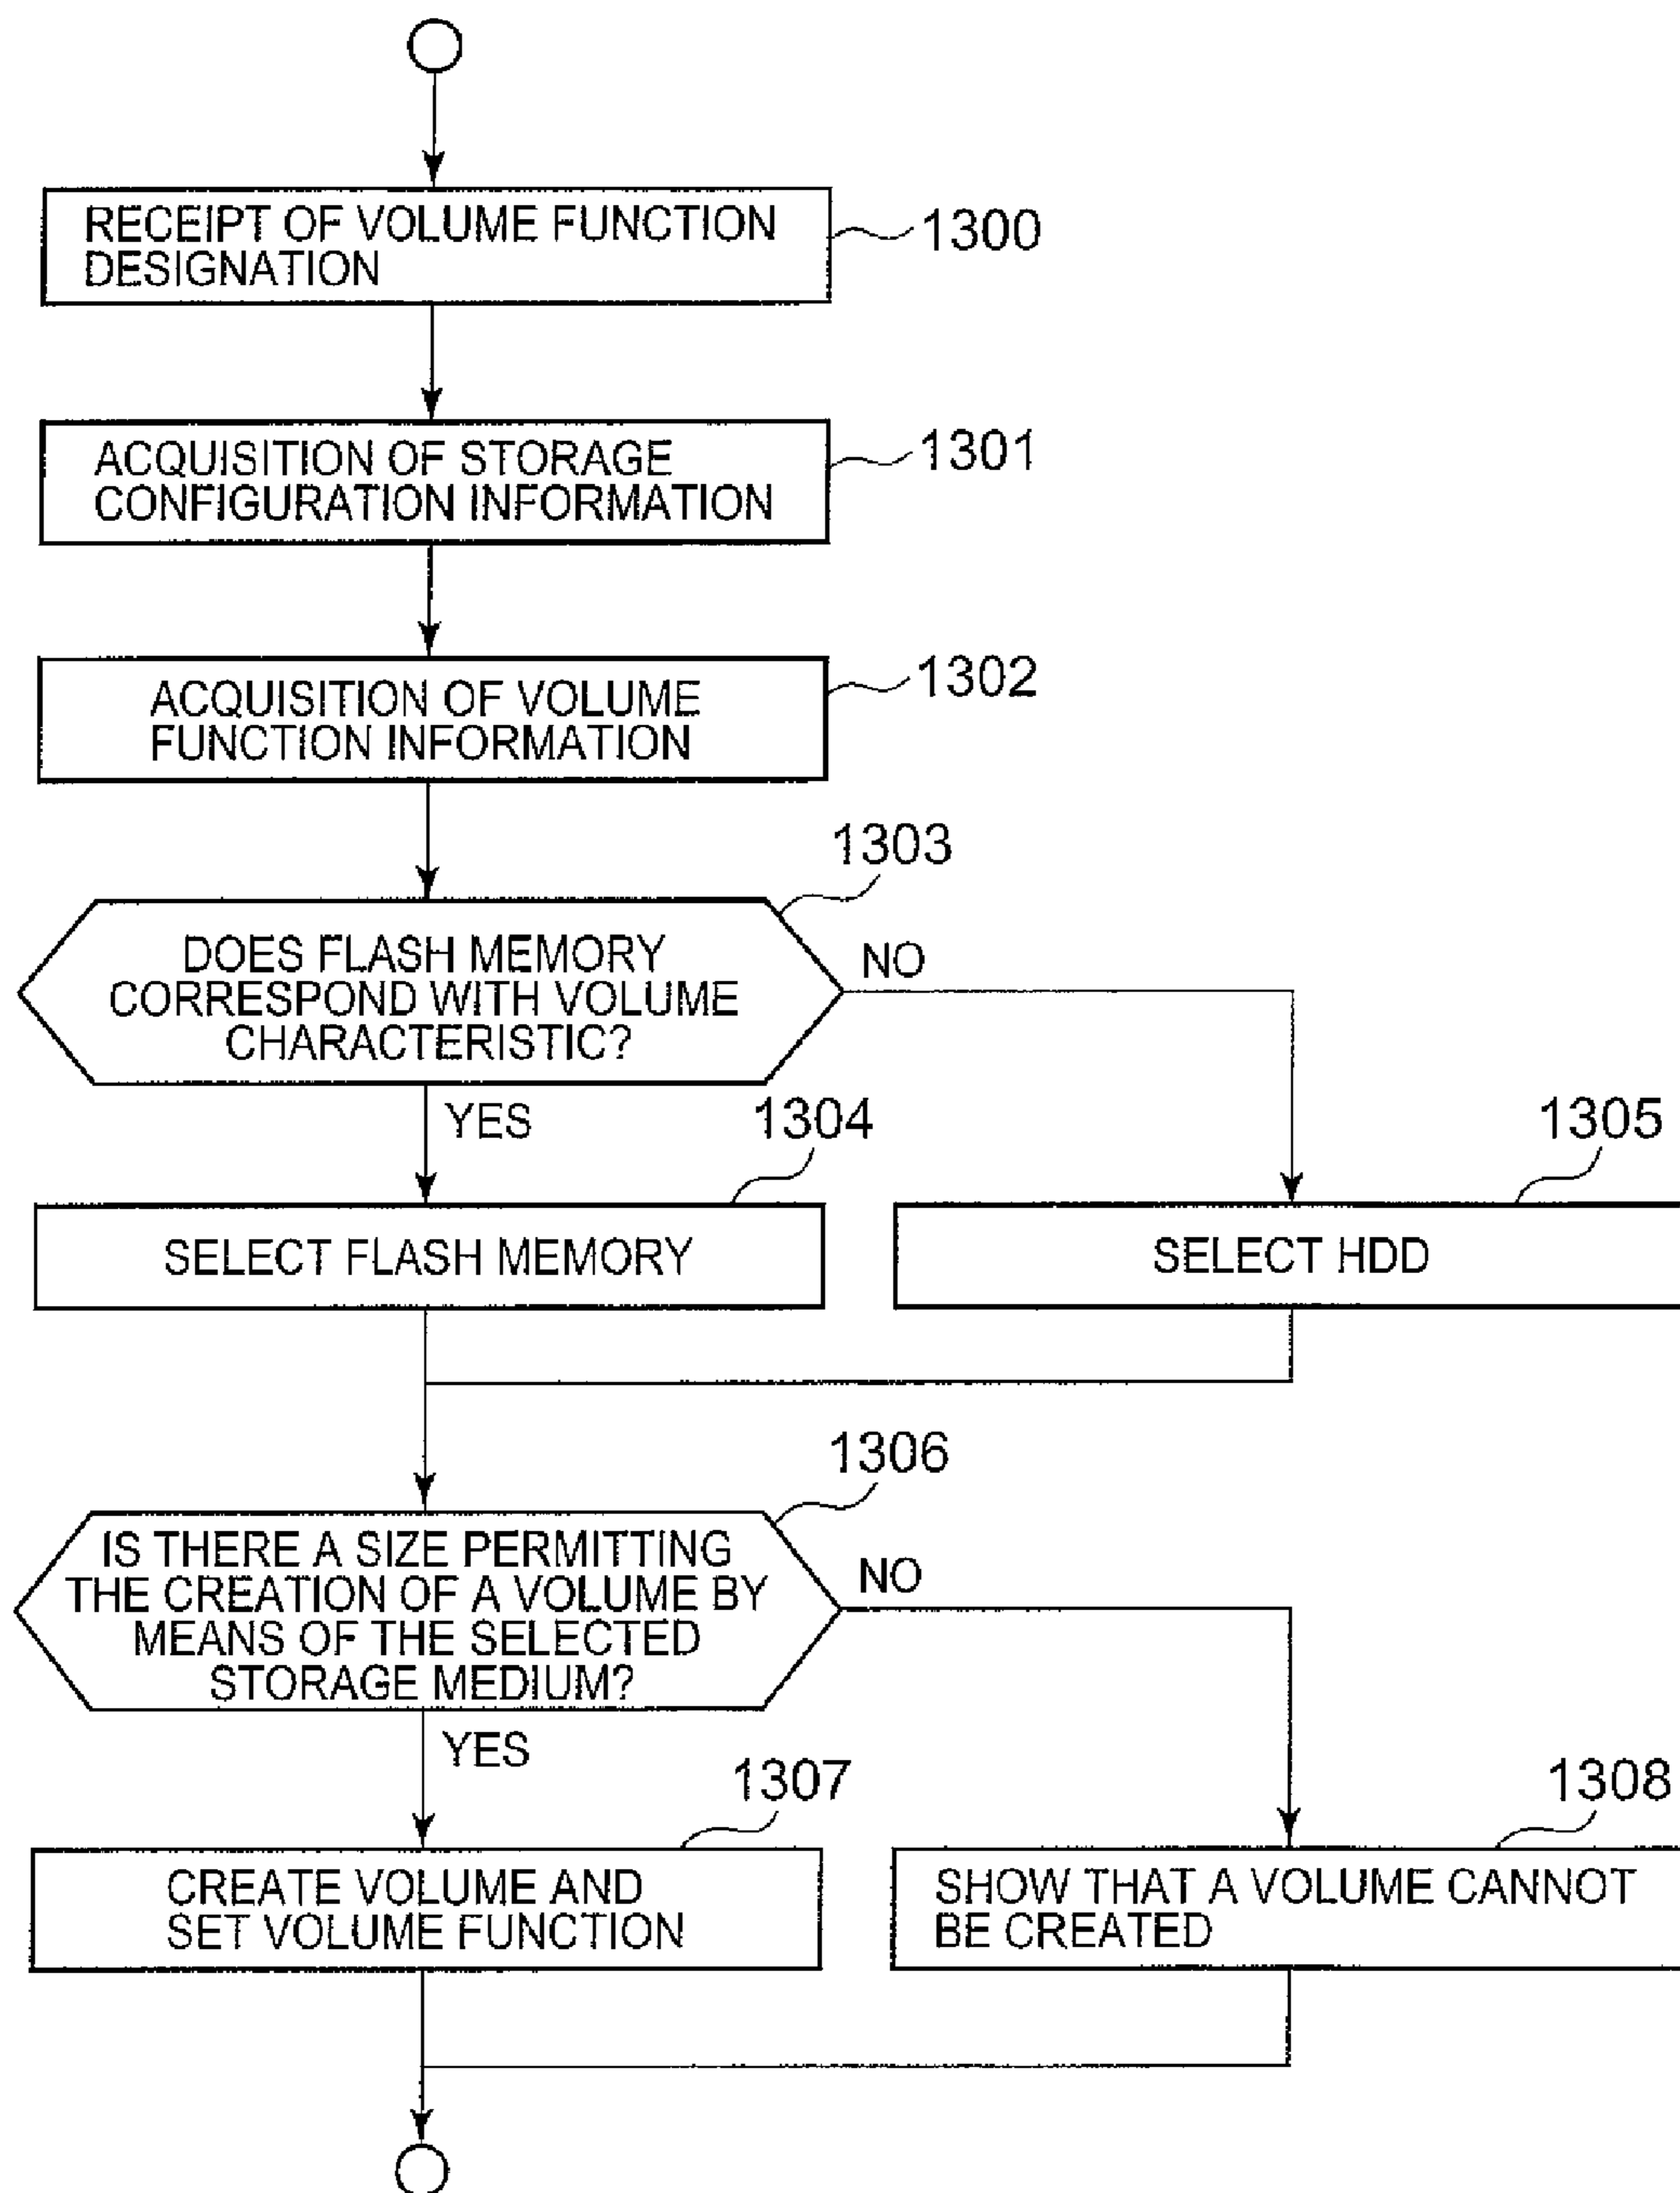 RECEIPT OF VOLUME FUNCTION
DESIGNATION
1300
ACQUISITION OF STORAGE
CONFIGURATION INFORMATION
1301
ACQUISITION OF VOLUME
FUNCTION INFORMATION
1302
1303
DOES FLASH MEMORY
CORRESPOND WITH VOLUME
CHARACTERISTIC?
NO
YES
1304
1305
SELECT FLASH MEMORY
SELECT HDD
1306
IS THERE A SIZE PERMITTING
THE CREATION OF A VOLUME BY
MEANS OF THE SELECTED
STORAGE MEDIUM?
NO
YES
1307
1308
CREATE VOLUME AND
SET VOLUME FUNCTION
SHOW THAT A VOLUME CANNOT
BE CREATED